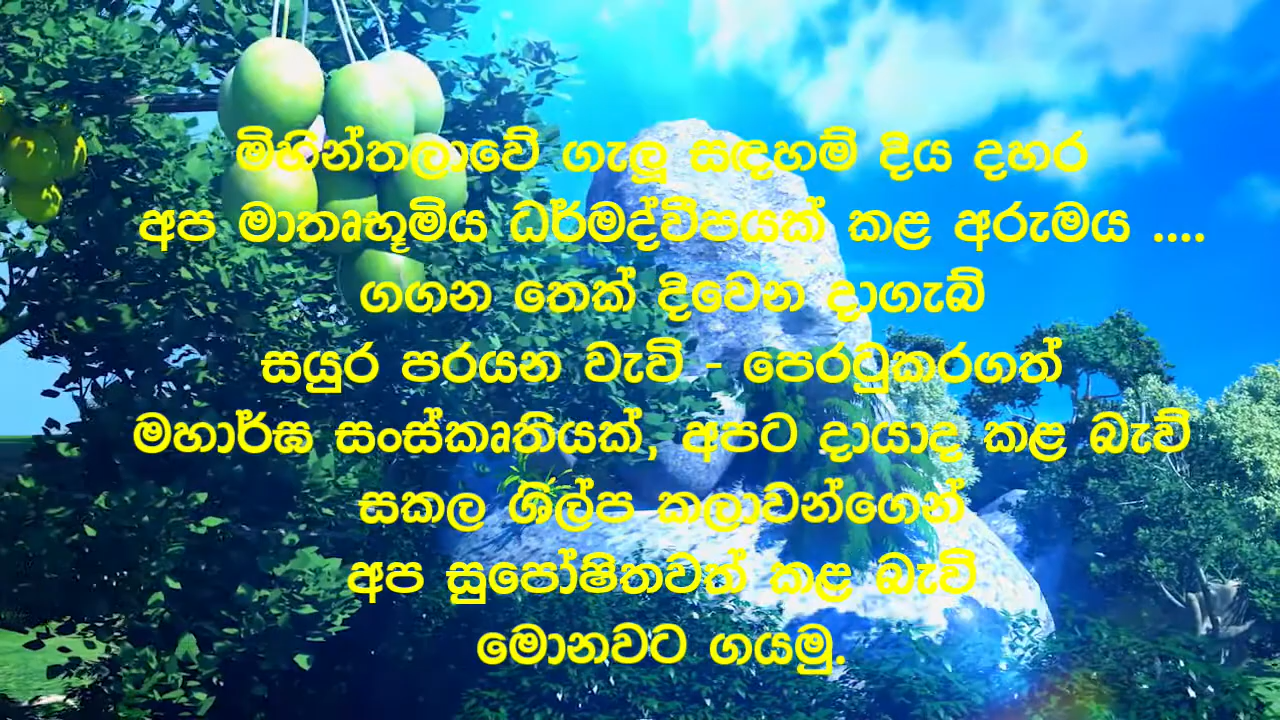 මිහින්තලාවේ ගැලූ සඳහම් දිය දහර
අප මාතෘභූමිය ධර්මද්වීපයක් කළ අරුමය ....
ගගන තෙක් දිවෙන දාගැබ්
සයුර පරයන වැව් - පෙරටුකරගත්
මහාර්ඝ සංස්කෘතියක්, අපට දායාද කළ බැව්
සකල ශිල්ප කලාවන්ගෙන්
අප සුපෝෂිතවත් කළ බැව්
මොනවට ගයමු.